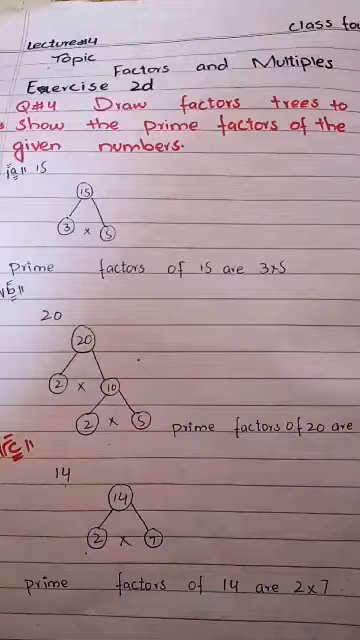 class fo
Lecture#4
Topic
Factors and Multiples
Exercise 2d
Q#4 Draw factors trees to
show the prime factors of the
given numbers.
"a" 15
15
3 x 5
prime factors of 15 are 3x5
"b"
20
20
2 x 10
2 x 5
prime factors of 20 are
"c"
14
14
2 x 7
prime factors of 14 are 2x7